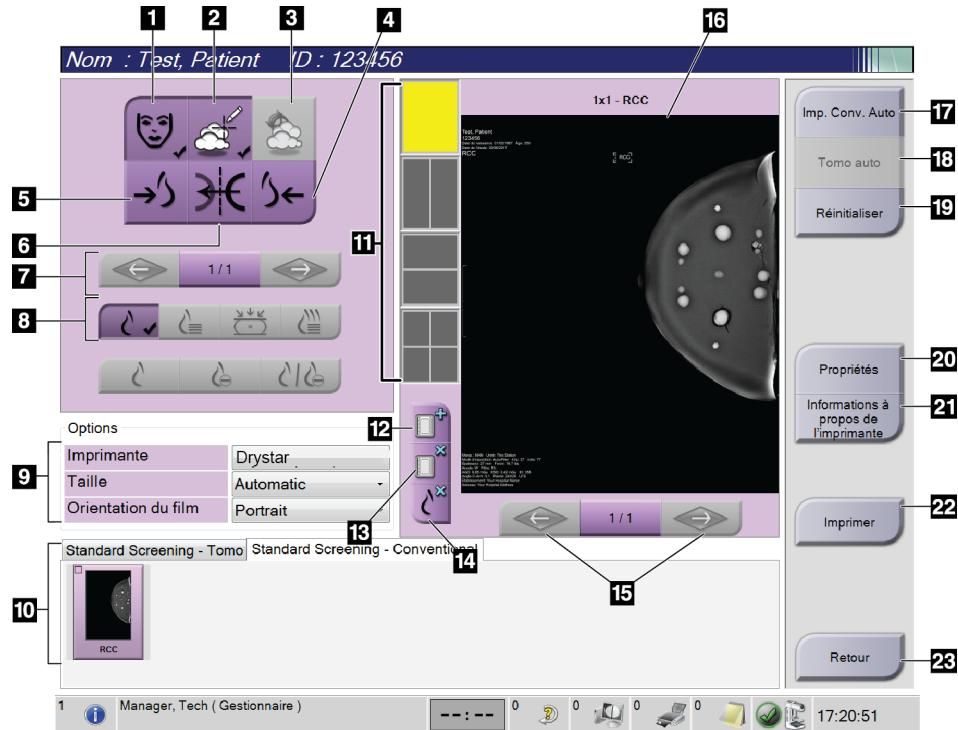 1
2
3
4
16
Nom : Test, Patient ID : 123456
1x1 - RCC
Test, Patient
123456
RCC
RCC
Imp. Conv. Auto
17
Tomo auto
18
Réinitialiser
19
5
6
11
7
1 / 1
8
Propriétés
20
Informations à
propos de
l'imprimante
21
12
Options
9
Imprimante
Drystar
Taille
Automatic
Orientation du film
Portrait
13
14
1 / 1
15
Imprimer
22
10
Standard Screening - Tomo
Standard Screening - Conventional
RCC
Retour
23
1
Manager, Tech ( Gestionnaire )
--:--
0
0
0
0
17:20:51